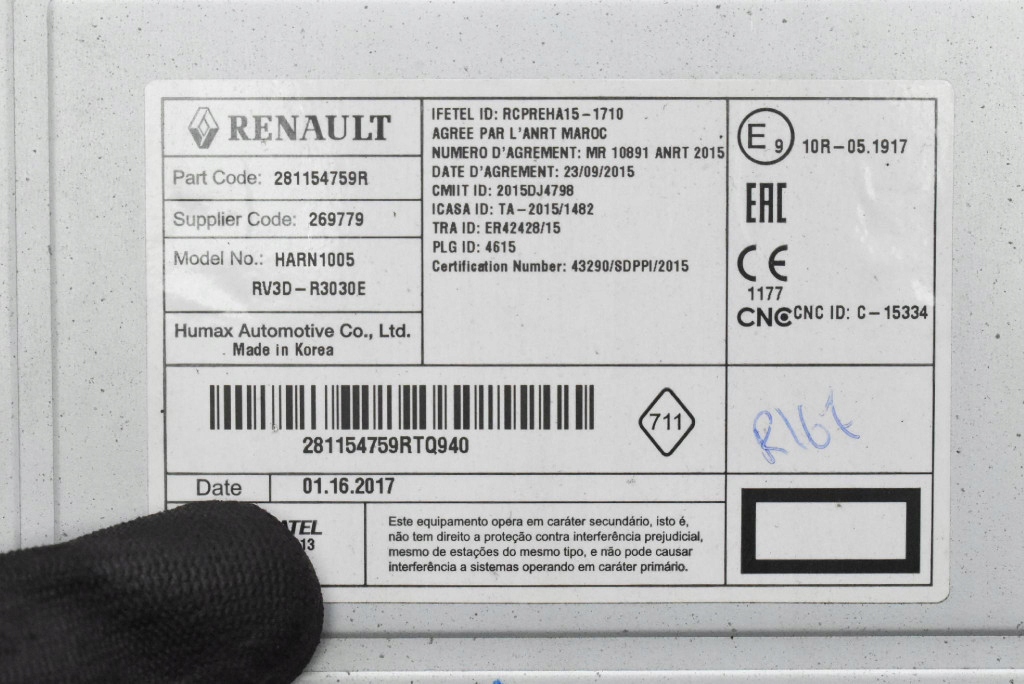 RENAULT
Part Code: 281154759R
Supplier Code: 269779
Model No.: HARN1005
RV3D-R3030E
Humax Automotive Co., Ltd.
Made in Korea
IFETEL ID: RCPREHA15-1710
AGREE PAR L'ANRT MAROC
NUMERO D'AGREMENT: MR 10891 ANRT 2015
DATE D'AGREMENT: 23/09/2015
CMIIT ID: 2015DJ4798
ICASA ID: TA-2015/1482
TRA ID: ER42428/15
PLG ID: 4615
Certification Number: 43290/SDPPI/2015
E9 10R-05.1917
EAC
CE
1177
CNC CNC ID: C-15334
281154759RTQ940
711
R167
Date 01.16.2017
Este equipamento opera em caráter secundário, isto é,
não tem direito a proteção contra interferência prejudicial,
mesmo de estações do mesmo tipo, e não pode causar
interferência a sistemas operando em caráter primário.